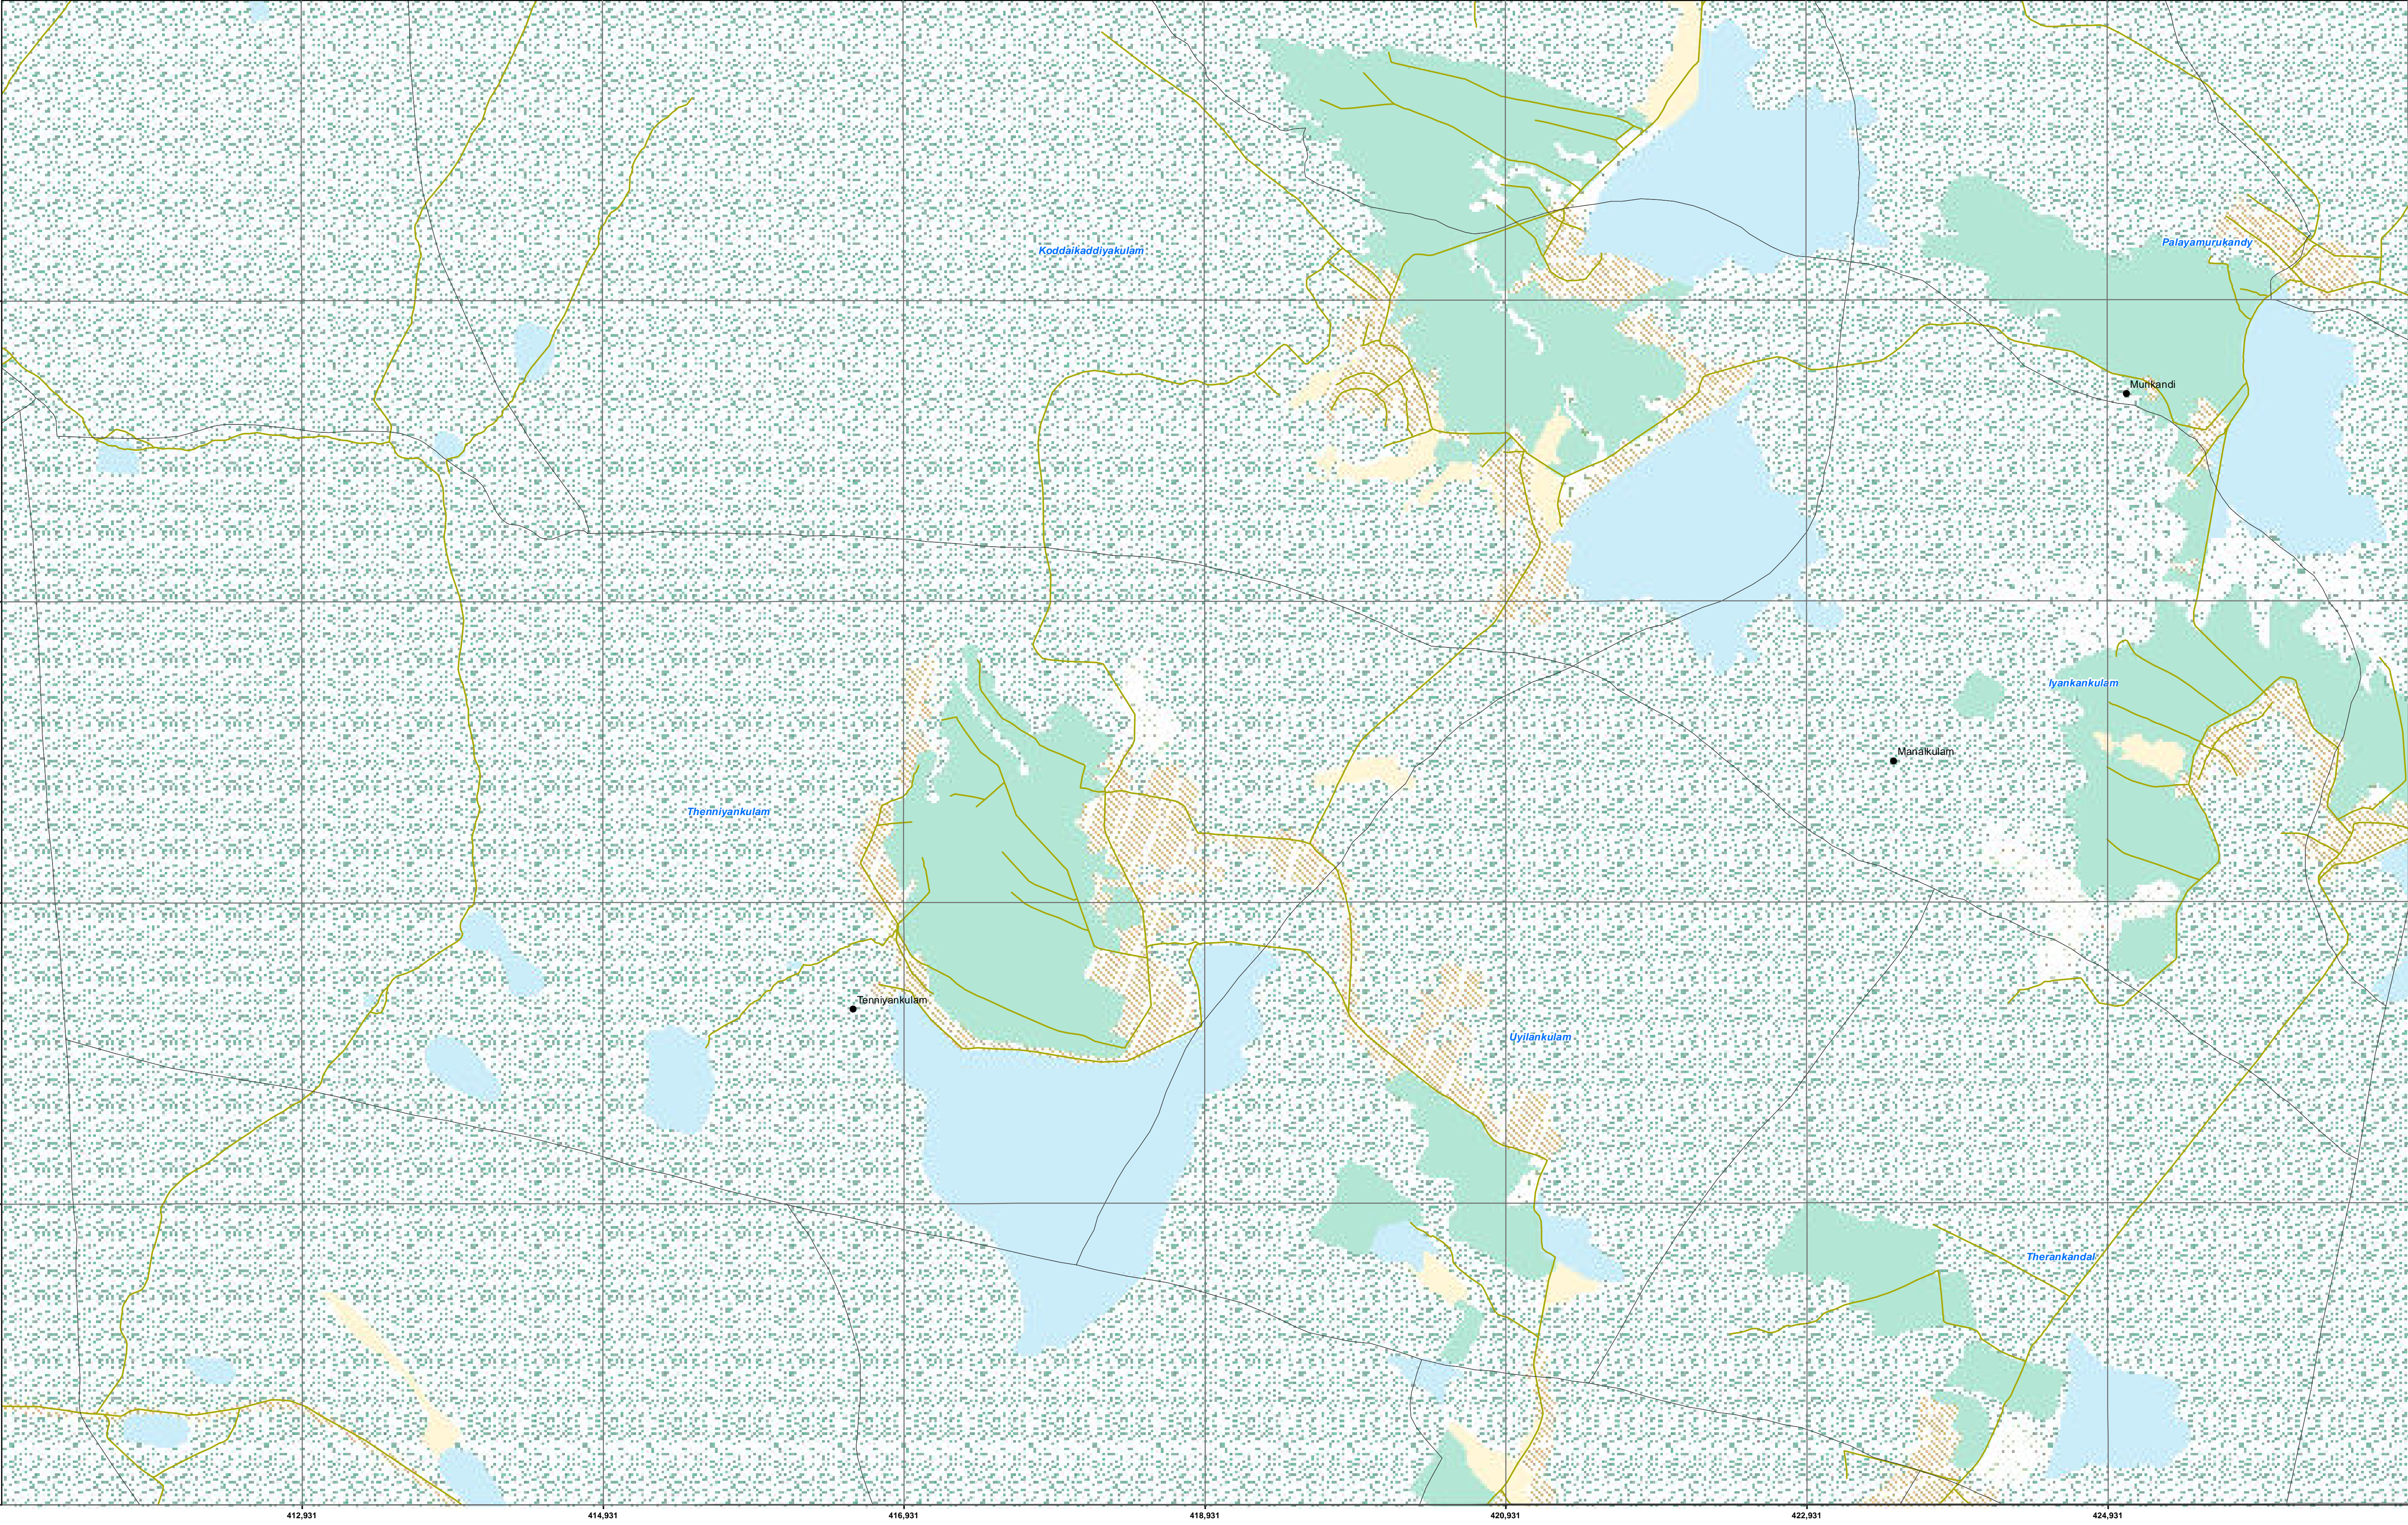 Palayamurukandy
Koddaikaddiyakulam
Murikandi
Iyankankulam
Manalkulam
Thenniyankulam
Tenniyankulam
Uyilankulam
Therankandal
412,931 414,931 416,931 418,931 420,931 422,931 424,931